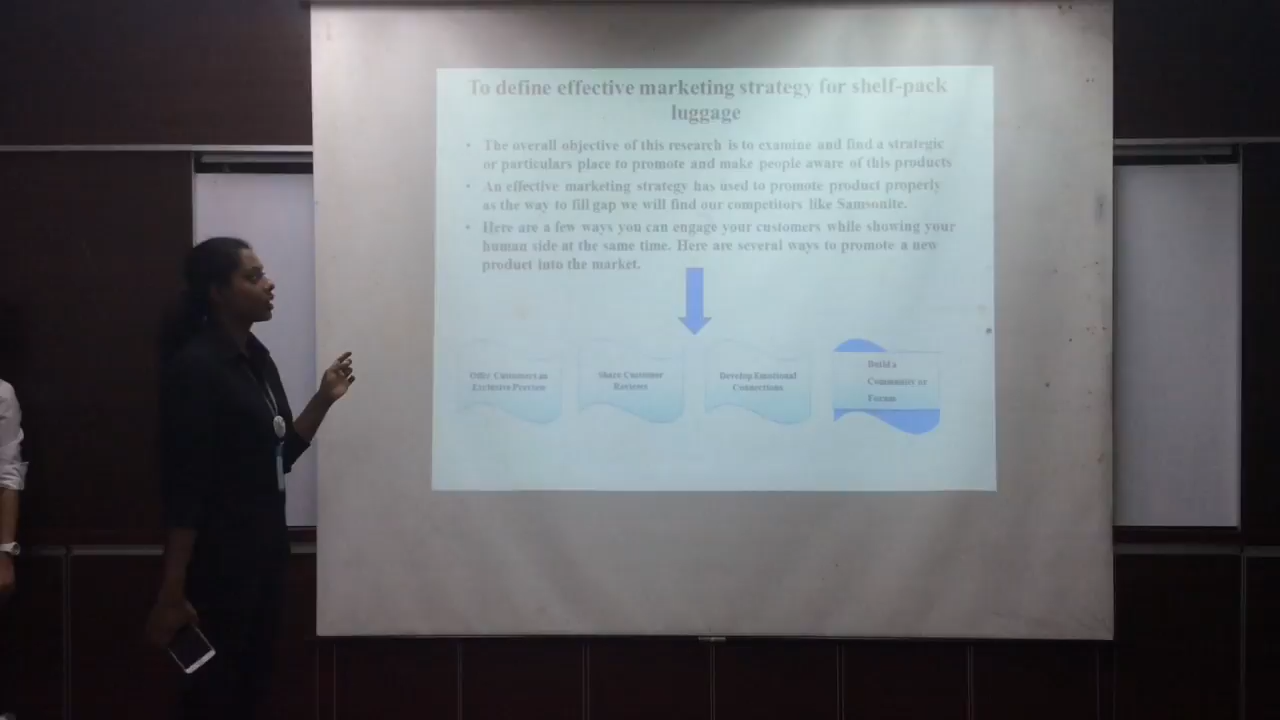 To define effective marketing strategy for shelf-pack
luggage
• The overall objective of this research is to examine and find a strategic
or particulars place to promote and make people aware of this products
• An effective marketing strategy has used to promote product properly
as the way to fill gap we will find our competitors like Samsonite.
• Here are a few ways you can engage your customers while showing your
human side at the same time. Here are several ways to promote a new
product into the market.
Offer Customers an
Exclusive Preview
Share Customer
Reviews
Develop Emotional
Connections
Build a
Community or
Forum